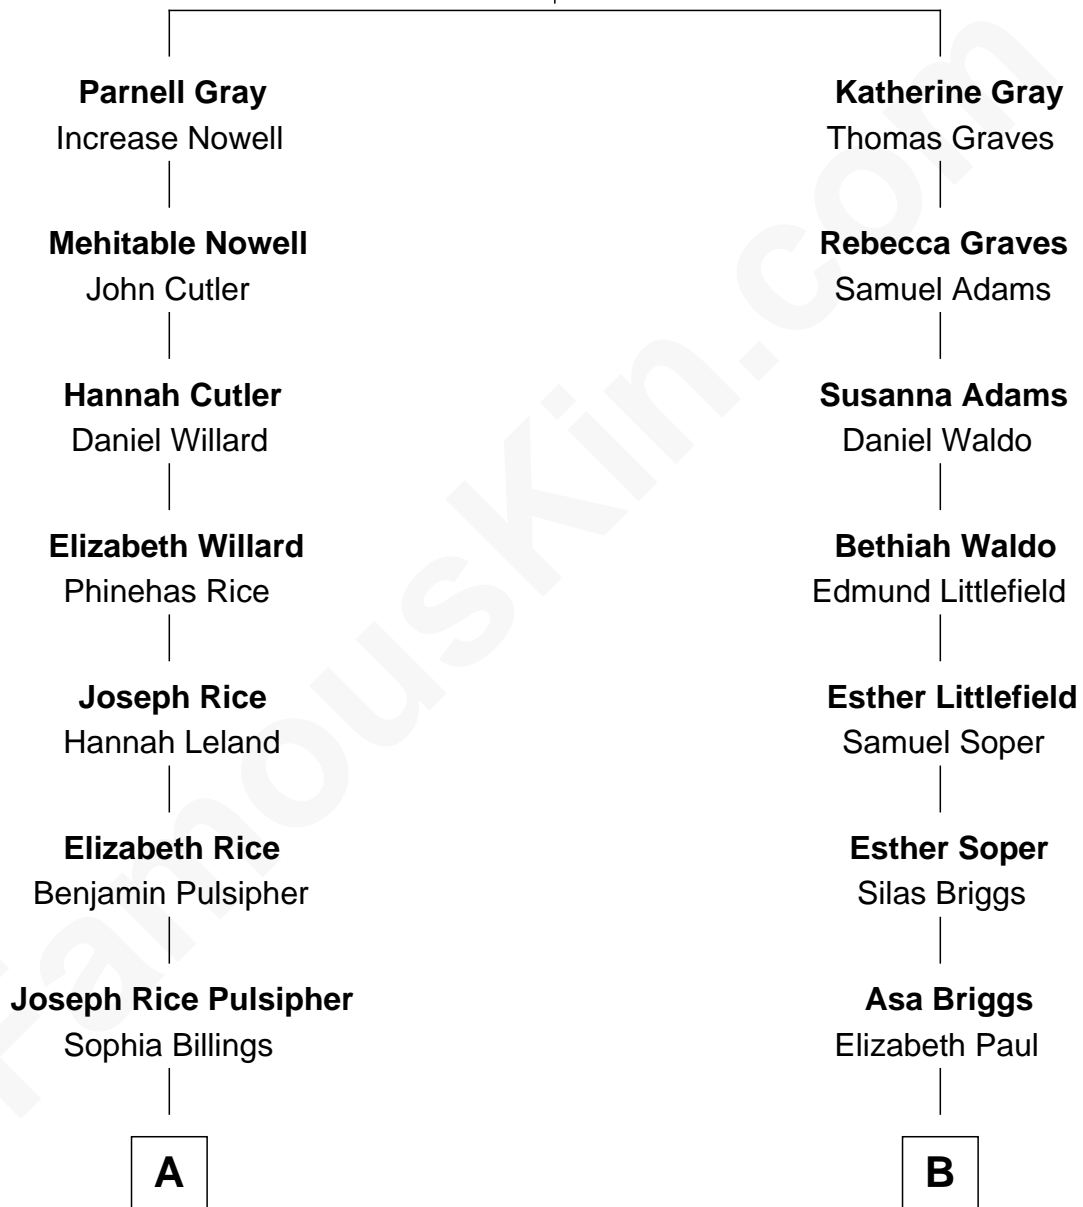 Parnell Gray
Increase Nowell
Mehitable Nowell
John Cutler
Hannah Cutler
Daniel Willard
Elizabeth Willard
Phinehas Rice
Joseph Rice
Hannah Leland
Elizabeth Rice
Benjamin Pulsipher
Joseph Rice Pulsipher
Sophia Billings
A
Katherine Gray
Thomas Graves
Rebecca Graves
Samuel Adams
Susanna Adams
Daniel Waldo
Bethiah Waldo
Edmund Littlefield
Esther Littlefield
Samuel Soper
Esther Soper
Silas Briggs
Asa Briggs
Elizabeth Paul
B
FamousKin.com